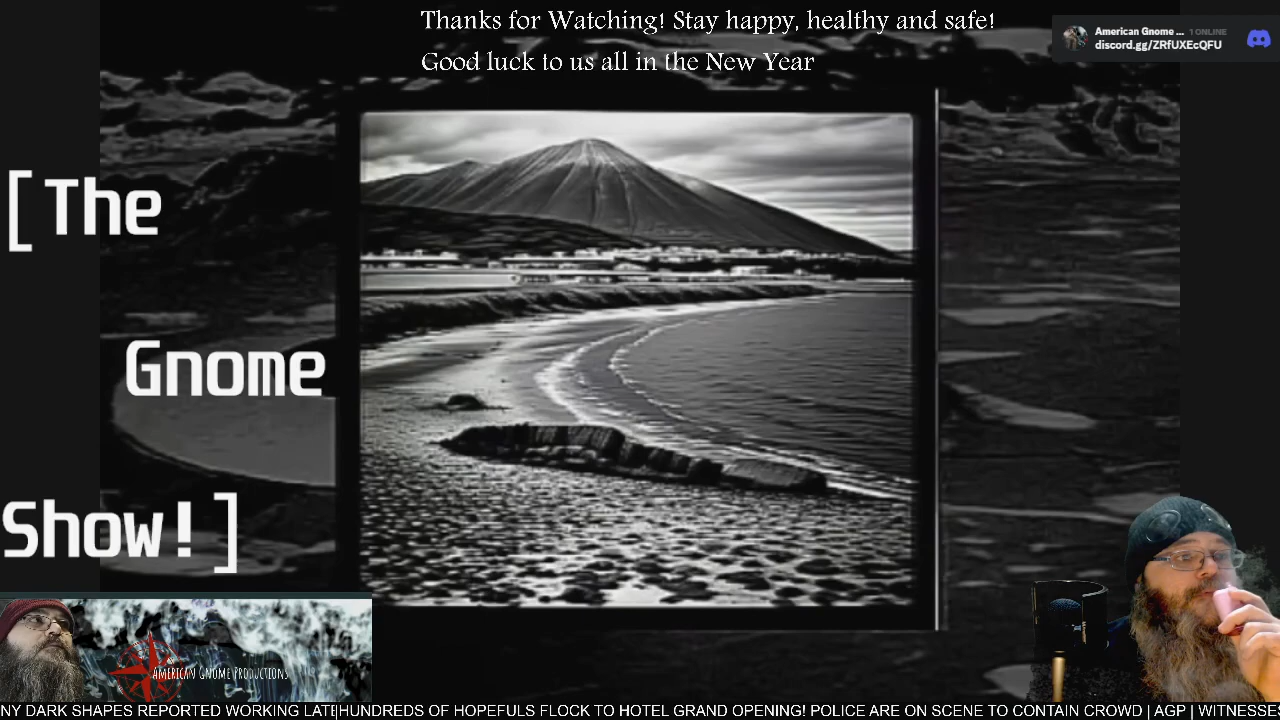 Thanks for Watching! Stay happy, healthy and safe!
Good luck to us all in the New Year
American Gnome ... 1 ONLINE
discord.gg/ZRfUXEcQFU
[The
Gnome
Show!]
American Gnome Productions
NY DARK SHAPES REPORTED WORKING LATE|HUNDREDS OF HOPEFULS FLOCK TO HOTEL GRAND OPENING! POLICE ARE ON SCENE TO CONTAIN CROWD | AGP | WITNESSES